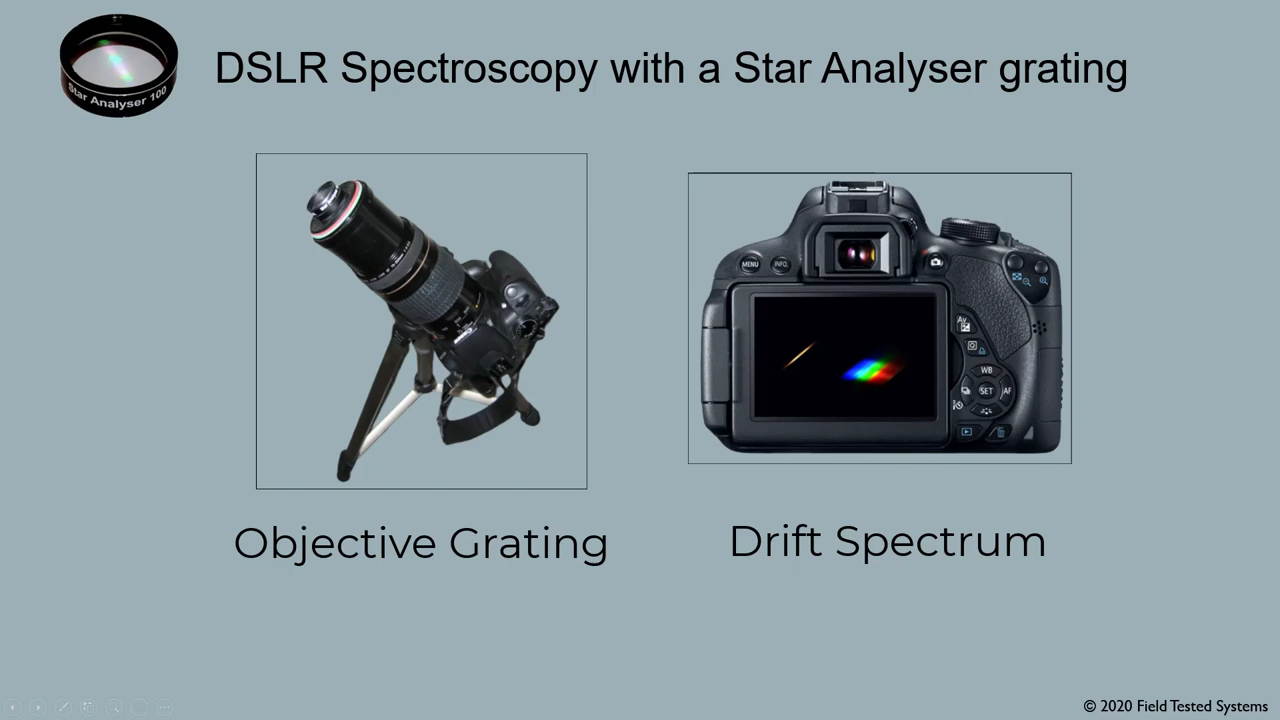 DSLR Spectroscopy with a Star Analyser grating
Star Analyser 100
MENU
INFO.
Av
WB
SET
AF
Objective Grating
Drift Spectrum
© 2020 Field Tested Systems